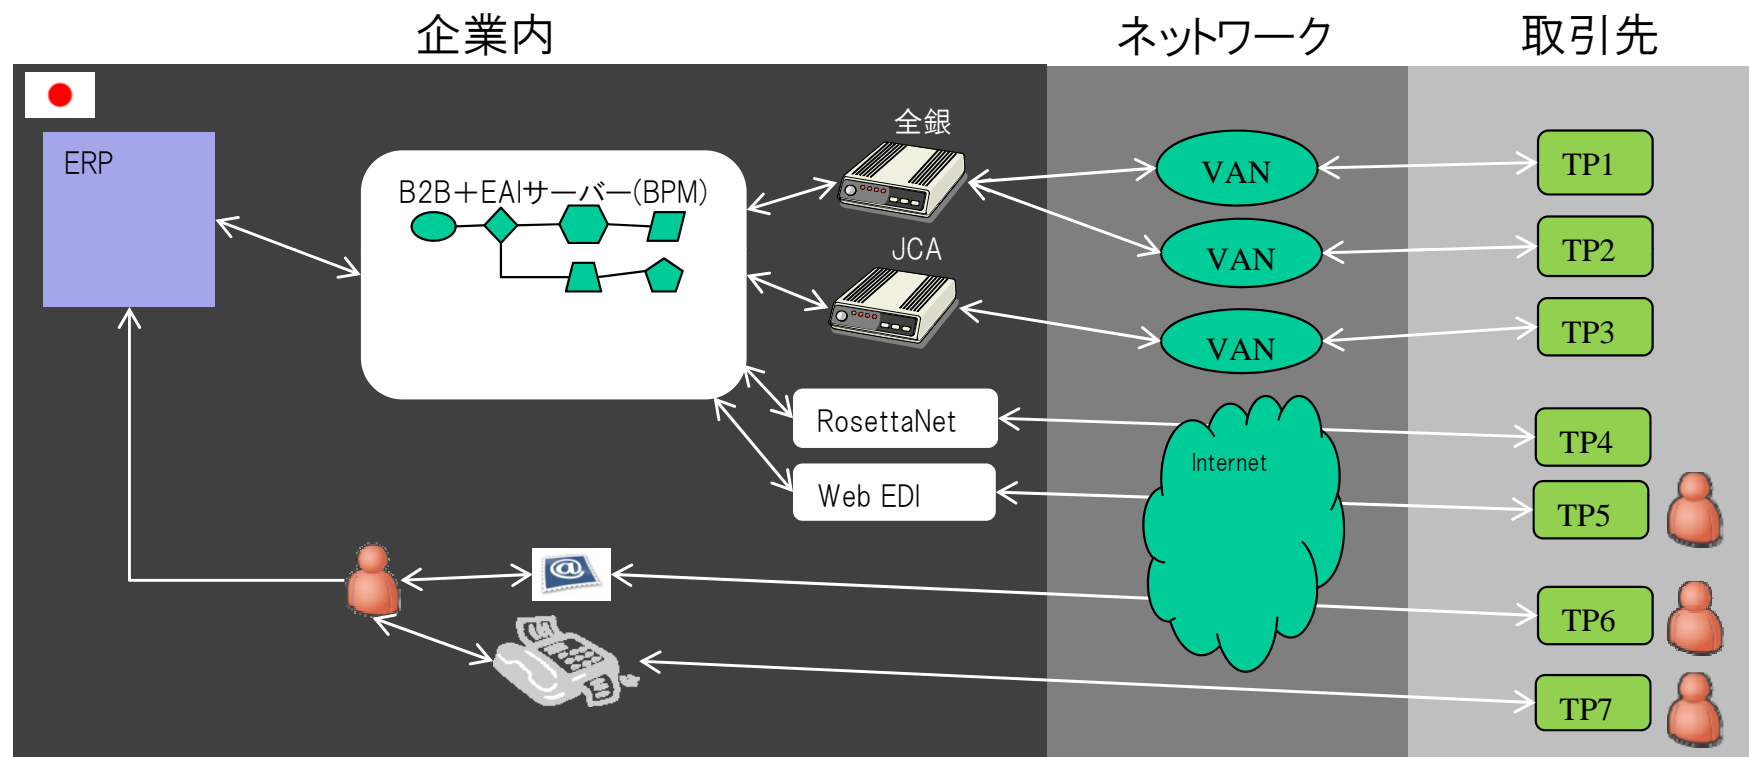 企業内
ネットワーク
取引先
ERP
B2B＋EAIサーバー(BPM)
全銀
JCA
RosettaNet
Web EDI
VAN
VAN
VAN
Internet
TP1
TP2
TP3
TP4
TP5
TP6
TP7
@